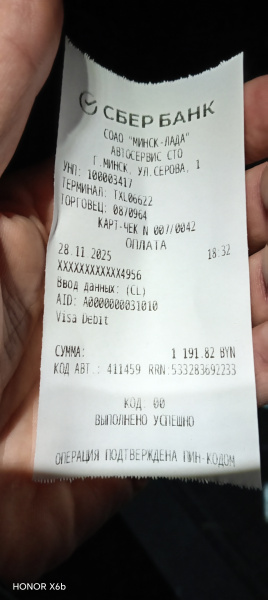 СБЕР БАНК
СОАО "МИНСК-ЛАДА"
АВТОСЕРВИС СТО
Г.МИНСК, УЛ.СЕРОВА, 1
УНП: 100003417
ТЕРМИНАЛ: TXL06622
ТОРГОВЕЦ: 0870964
КАРТ-ЧЕК N 007/0042
ОПЛАТА
28.11.2025 18:32
XXXXXXXXXXXX4956
Ввод данных: (CL)
AID: A0000000031010
Visa Debit
СУММА: 1 191.82 BYN
КОД АВТ.: 411459 RRN:533283692233
КОД: 00
ВЫПОЛНЕНО УСПЕШНО
ОПЕРАЦИЯ ПОДТВЕРЖДЕНА ПИН-КОДОМ
HONOR X6b